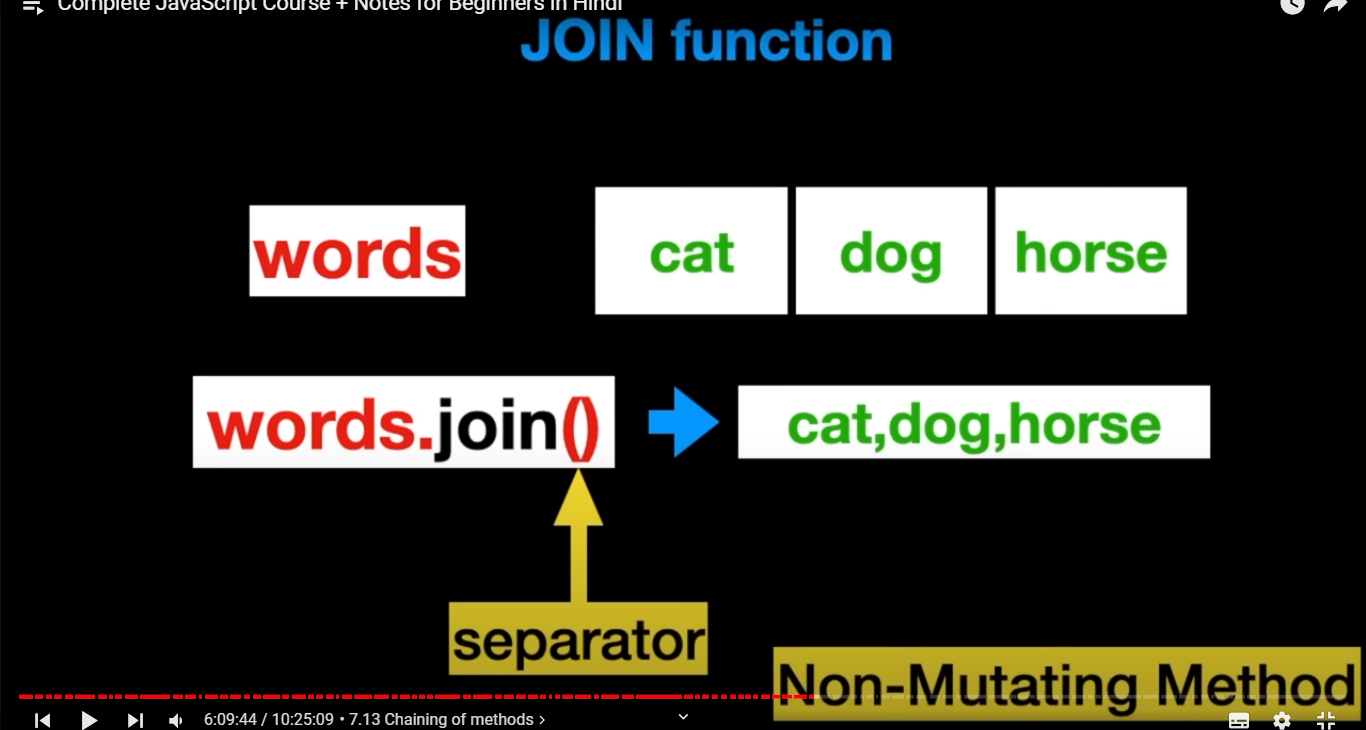 Complete JavaScript Course + Notes for Beginners in Hindi
JOIN function
words
cat dog horse
words.join()
cat,dog,horse
separator
Non-Mutating Method
6:09:44 / 10:25:09 • 7.13 Chaining of methods >